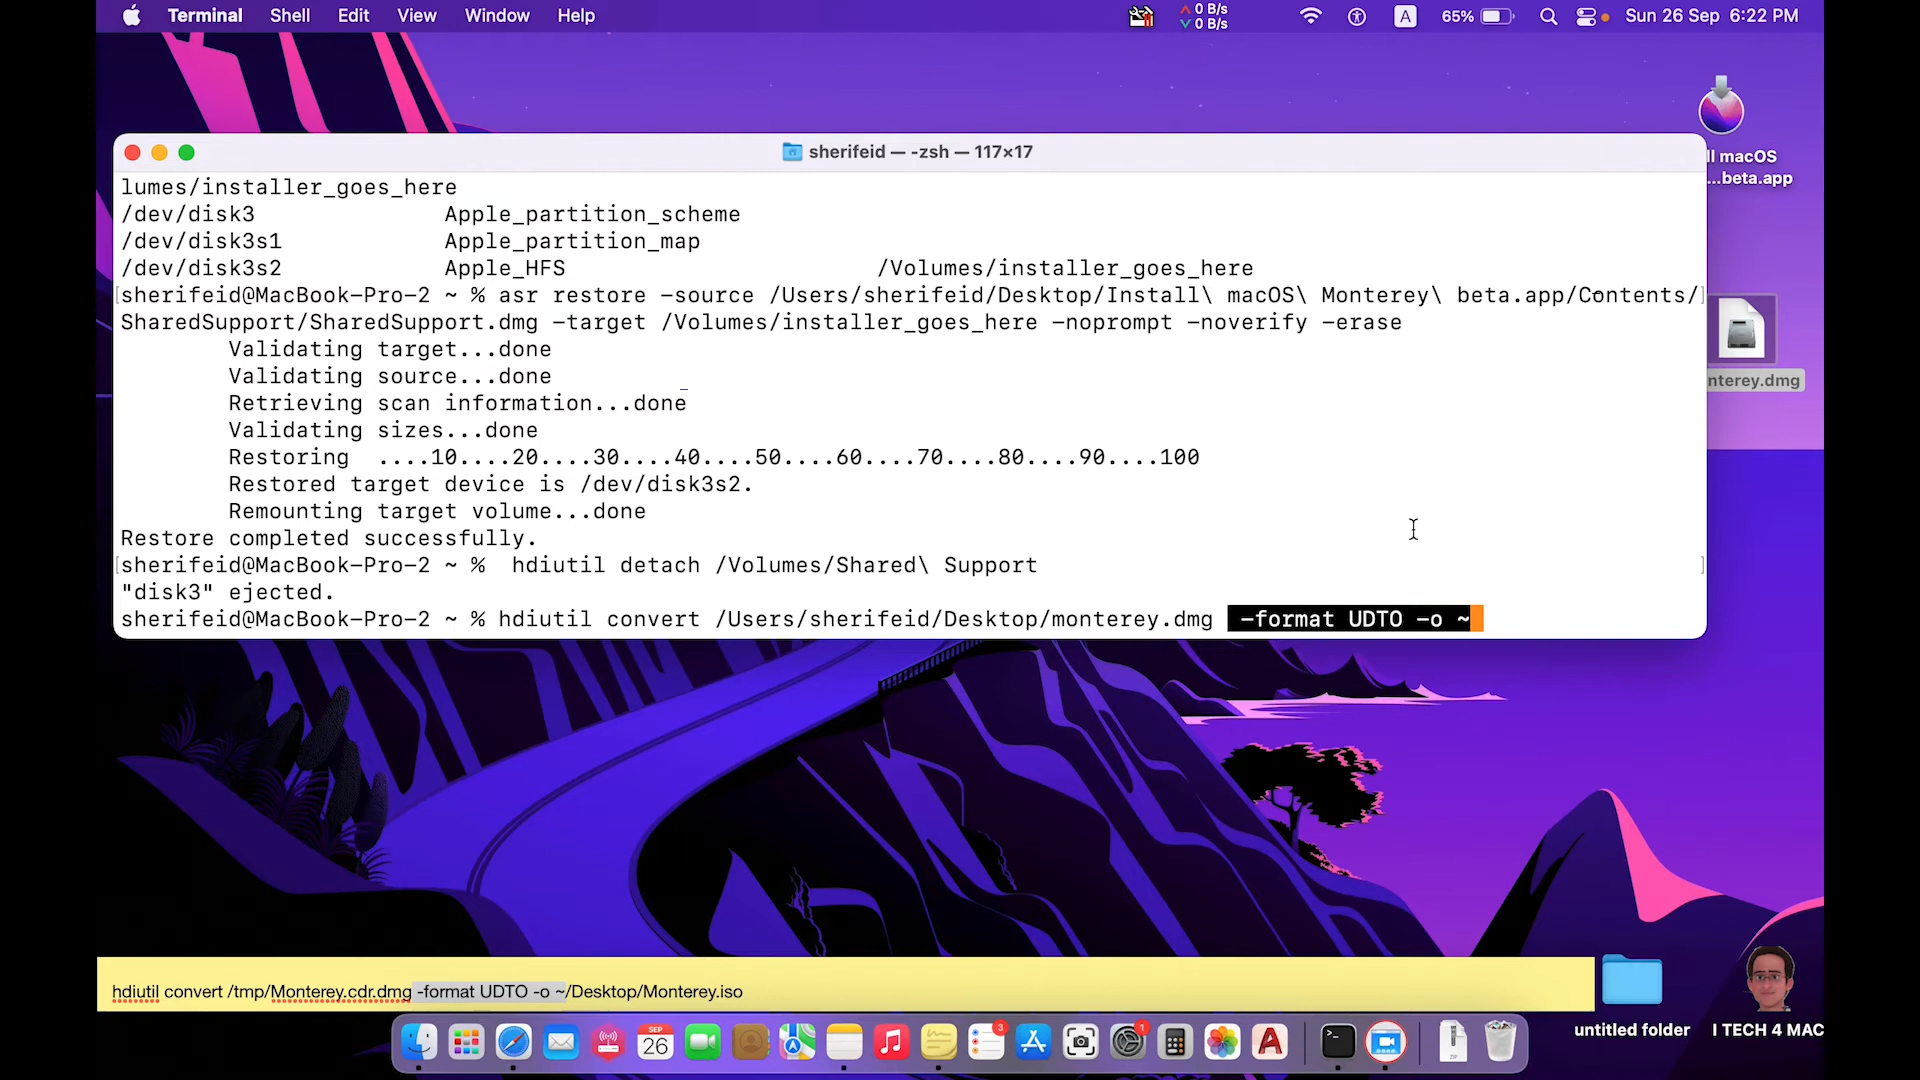 Terminal Shell Edit View Window Help
0 B/s
0 B/s
A
65%
Sun 26 Sep 6:22 PM
ll macOS
...beta.app
nterey.dmg
sherifeid — -zsh — 117×17
lumes/installer_goes_here
/dev/disk3 Apple_partition_scheme
/dev/disk3s1 Apple_partition_map
/dev/disk3s2 Apple_HFS /Volumes/installer_goes_here
[sherifeid@MacBook-Pro-2 ~ % asr restore -source /Users/sherifeid/Desktop/Install\ macOS\ Monterey\ beta.app/Contents/]
SharedSupport/SharedSupport.dmg -target /Volumes/installer_goes_here -noprompt -noverify -erase
Validating target...done
Validating source...done
Retrieving scan information...done
Validating sizes...done
Restoring ....10....20....30....40....50....60....70....80....90....100
Restored target device is /dev/disk3s2.
Remounting target volume...done
Restore completed successfully.
[sherifeid@MacBook-Pro-2 ~ %  hdiutil detach /Volumes/Shared\ Support ]
"disk3" ejected.
sherifeid@MacBook-Pro-2 ~ % hdiutil convert /Users/sherifeid/Desktop/monterey.dmg  -format UDTO -o ~
hdiutil convert /tmp/Monterey.cdr.dmg -format UDTO -o ~/Desktop/Monterey.iso
untitled folder
I TECH 4 MAC
SEP
26
3
1
ZIP